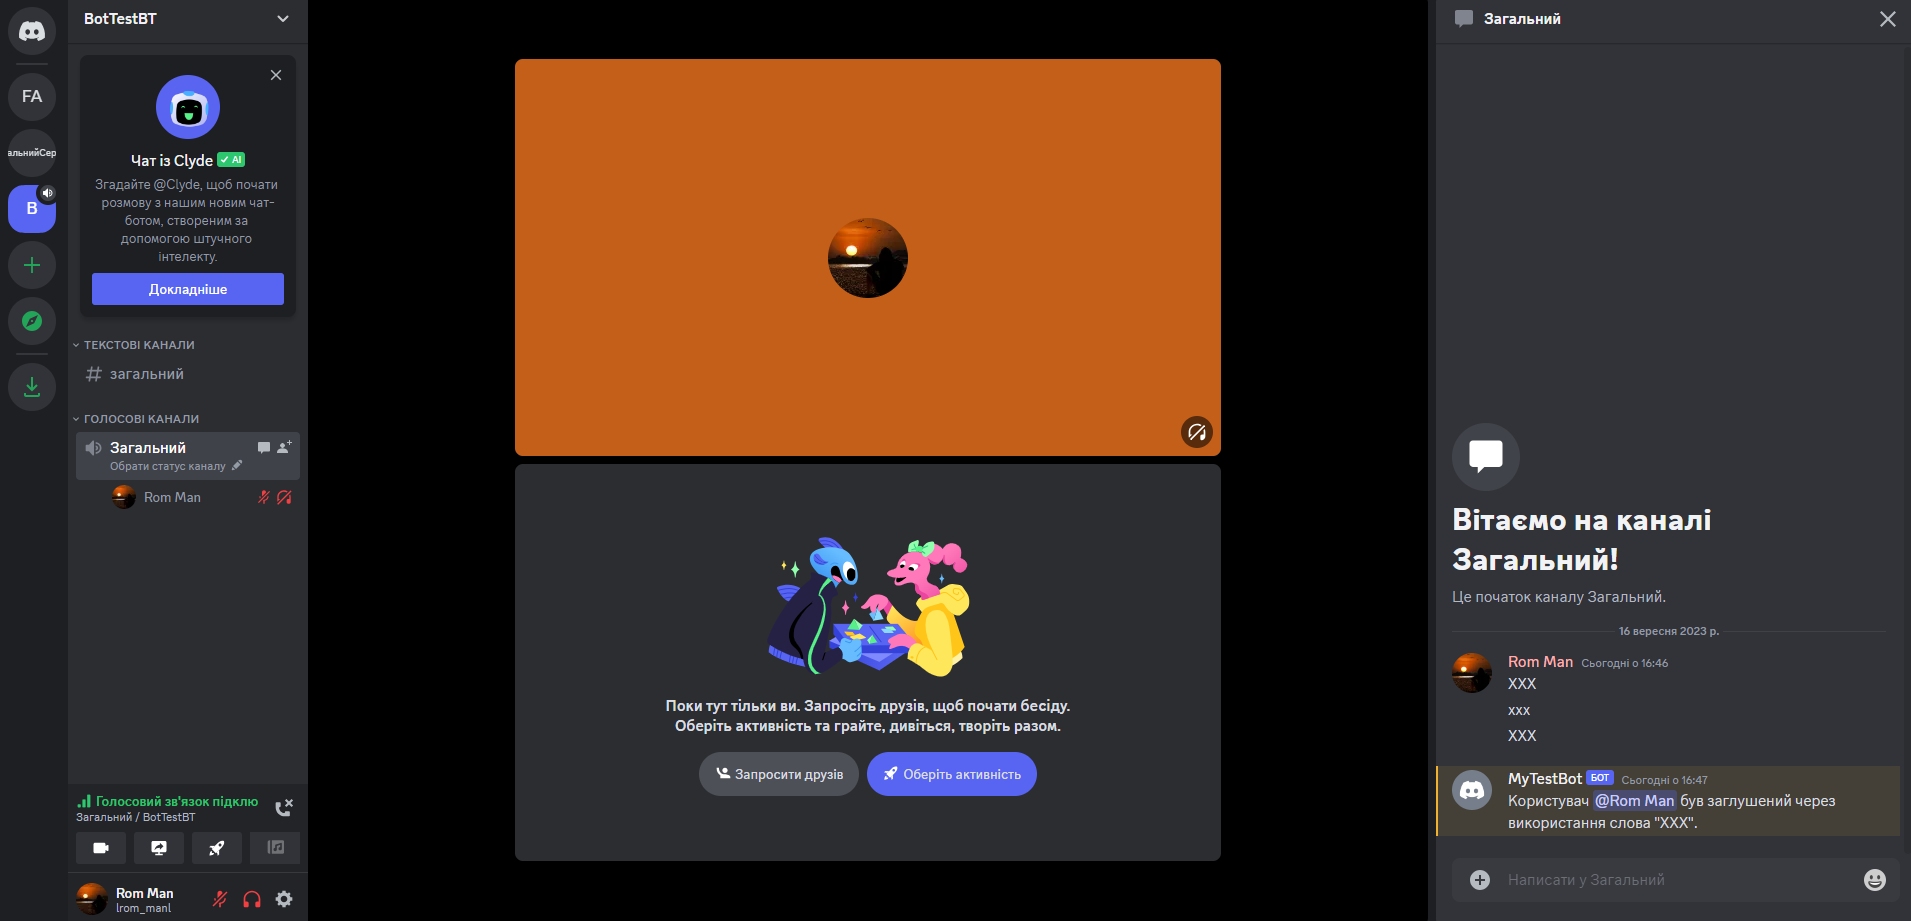 BotTestBT
FA
альнийСер
B
Чат із Clyde AI
Згадайте @Clyde, щоб почати
розмову з нашим новим чат-
ботом, створеним за
допомогою штучного
інтелекту.
Докладніше
ТЕКСТОВІ КАНАЛИ
загальний
ГОЛОСОВІ КАНАЛИ
Загальний
Обрати статус каналу
Rom Man
Голосовий зв'язок підклю
Загальний / BotTestBT
Rom Man
lrom_manl
Поки тут тільки ви. Запросіть друзів, щоб почати бесіду.
Оберіть активність та грайте, дивіться, творіть разом.
Запросити друзів
Оберіть активність
Загальний
Вітаємо на каналі
Загальний!
Це початок каналу Загальний.
16 вересня 2023 р.
Rom Man Сьогодні о 16:46
XXX
xxx
XXX
MyTestBot БОТ Сьогодні о 16:47
Користувач @Rom Man був заглушений через
використання слова "XXX".
Написати у Загальний